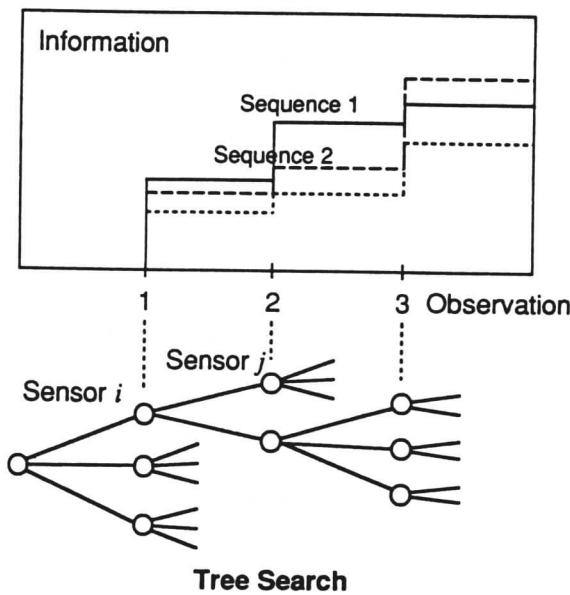 Information
Sequence 1
Sequence 2
1 2 3 Observation
Sensor j
Sensor i
Tree Search